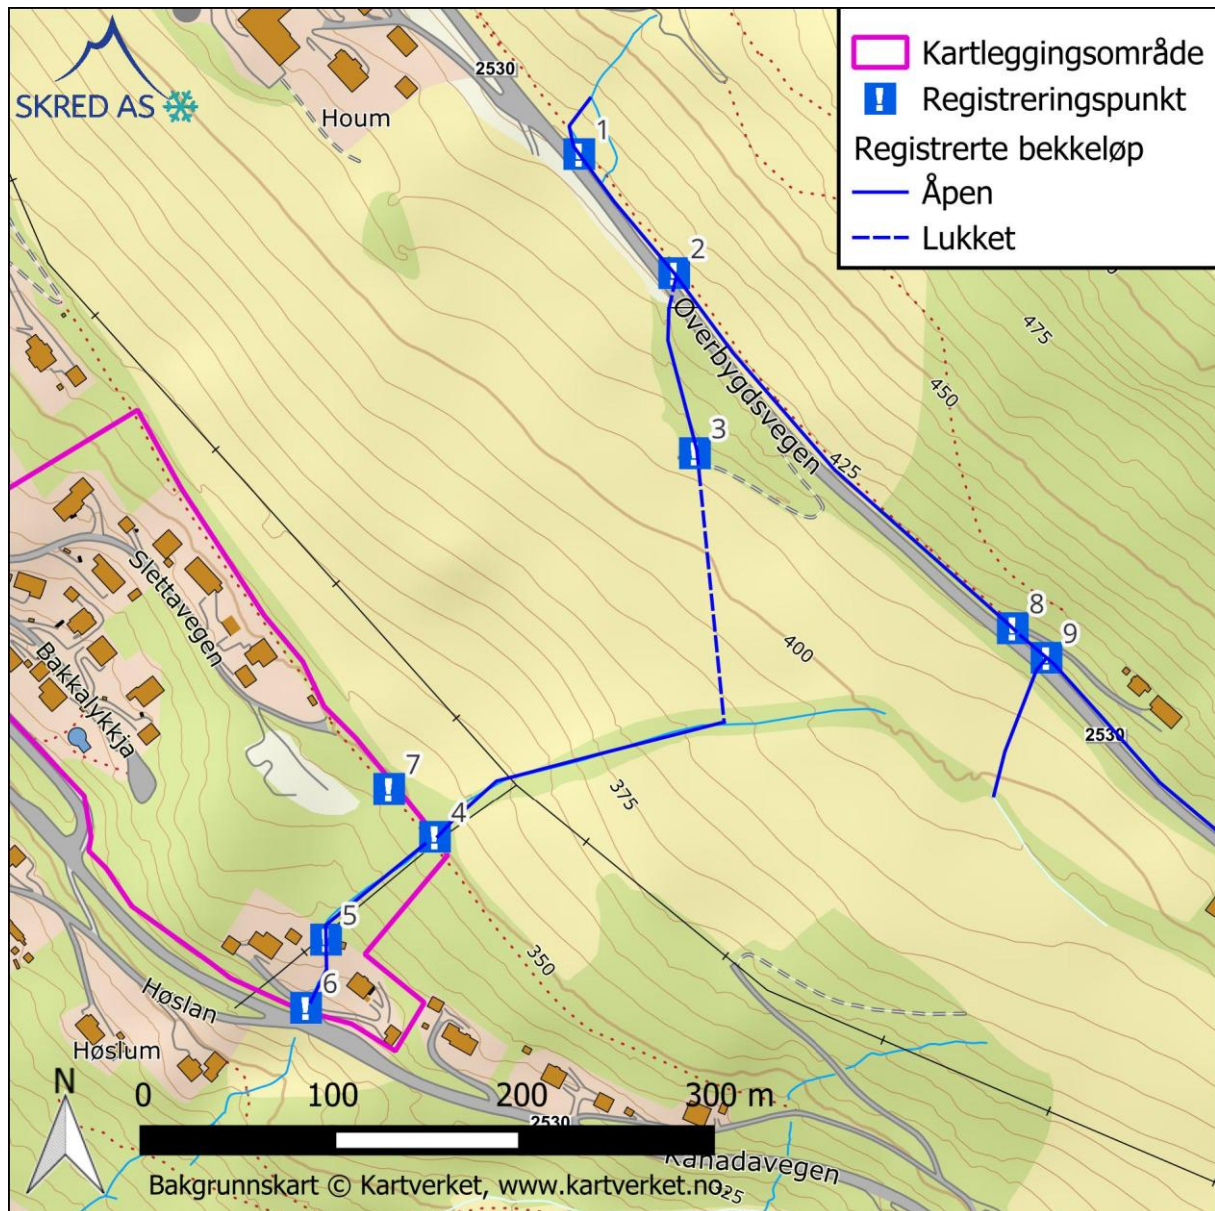 SKRED AS
Kartleggingsområde
Registreringspunkt
Registrerte bekkeløp
Åpen
Lukket
2530
Houm
1
2
Øverbygdsvegen
475
450
3
425
Slettavegen
8
9
400
Bakkalykkja
2530
7
375
4
5
350
6
Høslan
Høslum
N
0 100 200 300 m
2530
Kanadavegen
Bakgrunnskart © Kartverket, www.kartverket.no
325